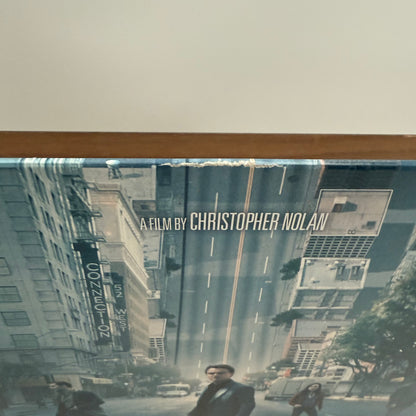 A FILM BY CHRISTOPHER NOLAN
CONNECTION